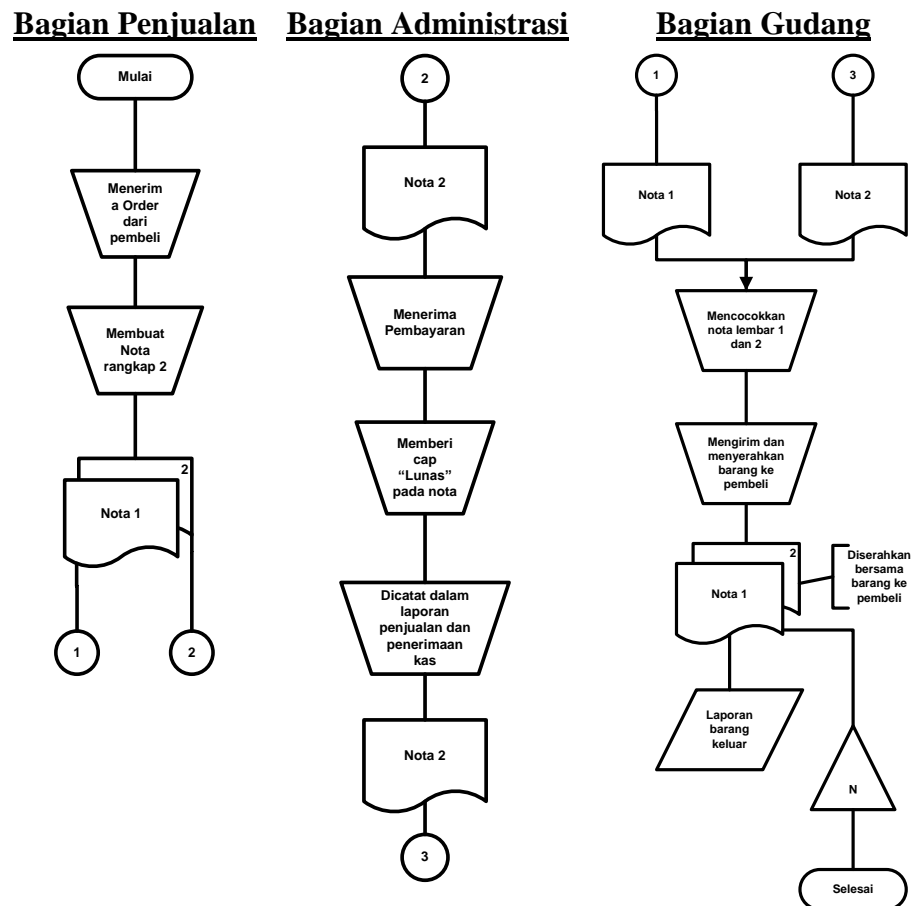 Bagian Penjualan
Mulai
Menerim
a Order
dari
pembeli
Membuat
Nota
rangkap 2
2
Nota 1
1
2
Bagian Administrasi
2
Nota 2
Menerima
Pembayaran
Memberi
cap
“Lunas”
pada nota
Dicatat dalam
laporan
penjualan dan
penerimaan
kas
Nota 2
3
Bagian Gudang
1
3
Nota 1
Nota 2
Mencocokkan
nota lembar 1
dan 2
Mengirim dan
menyerahkan
barang ke
pembeli
2
Nota 1
Diserahkan
bersama
barang ke
pembeli
Laporan
barang
keluar
N
Selesai